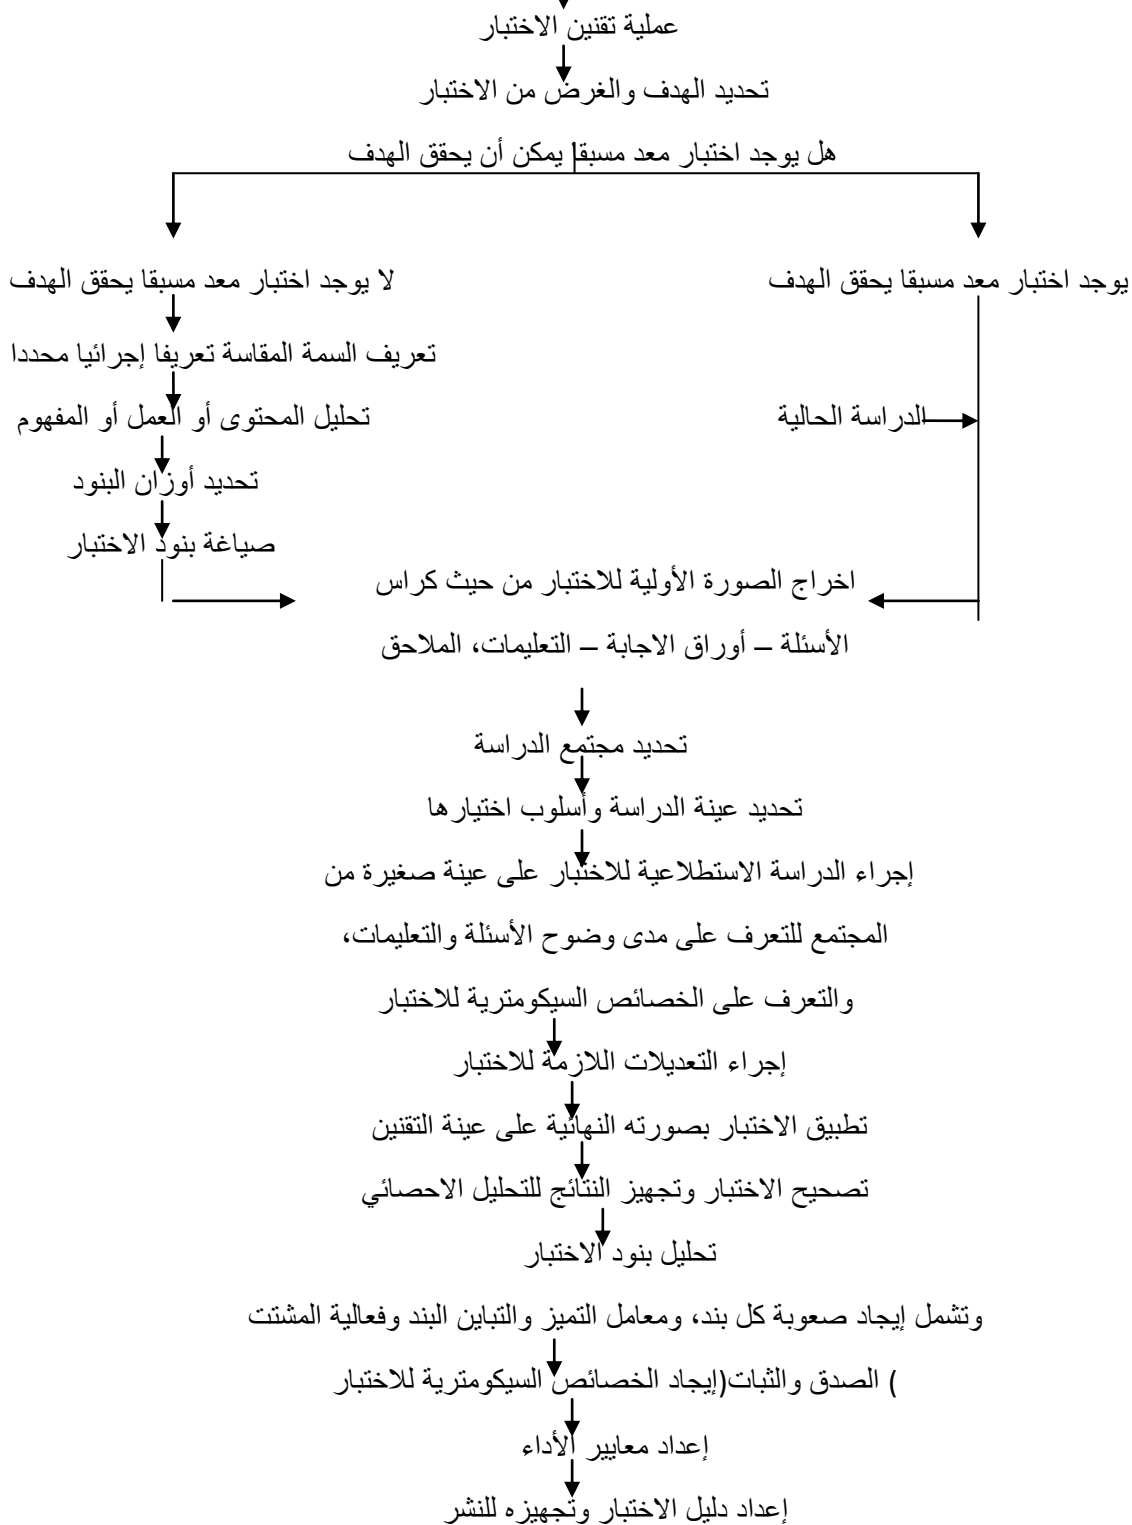 عملية تقنين الاختبار
تحديد الهدف والغرض من الاختبار
هل يوجد اختبار معد مسبقا يمكن أن يحقق الهدف
يوجد اختبار معد مسبقا يحقق الهدف
لا يوجد اختبار معد مسبقا يحقق الهدف
تعريف السمة المقاسة تعريفا إجرائيا محددا
الدراسة الحالية
تحليل المحتوى أو العمل أو المفهوم
تحديد أوزان البنود
صياغة بنود الاختبار
اخراج الصورة الأولية للاختبار من حيث كراس
الأسئلة – أوراق الاجابة – التعليمات، الملاحق
تحديد مجتمع الدراسة
تحديد عينة الدراسة وأسلوب اختيارها
إجراء الدراسة الاستطلاعية للاختبار على عينة صغيرة من
المجتمع للتعرف على مدى وضوح الأسئلة والتعليمات،
والتعرف على الخصائص السيكومترية للاختبار
إجراء التعديلات اللازمة للاختبار
تطبيق الاختبار بصورته النهائية على عينة التقنين
تصحيح الاختبار وتجهيز النتائج للتحليل الاحصائي
تحليل بنود الاختبار
وتشمل إيجاد صعوبة كل بند، ومعامل التميز والتباين البند وفعالية المشتت
) الصدق والثبات(إيجاد الخصائص السيكومترية للاختبار
إعداد معايير الأداء
إعداد دليل الاختبار وتجهيزه للنشر